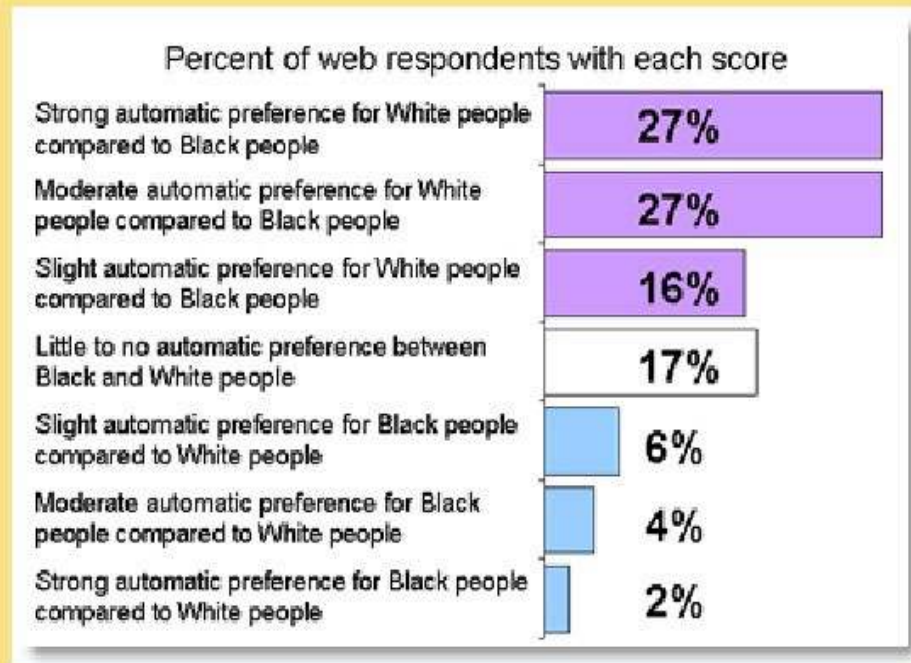 Percent of web respondents with each score
Strong automatic preference for White people
compared to Black people
27%
Moderate automatic preference for White
people compared to Black people
27%
Slight automatic preference for White people
compared to Black people
16%
Little to no automatic preference between
Black and White people
17%
Slight automatic preference for Black people
compared to White people
6%
Moderate automatic preference for Black
people compared to White people
4%
Strong automatic preference for Black people
compared to White people
2%